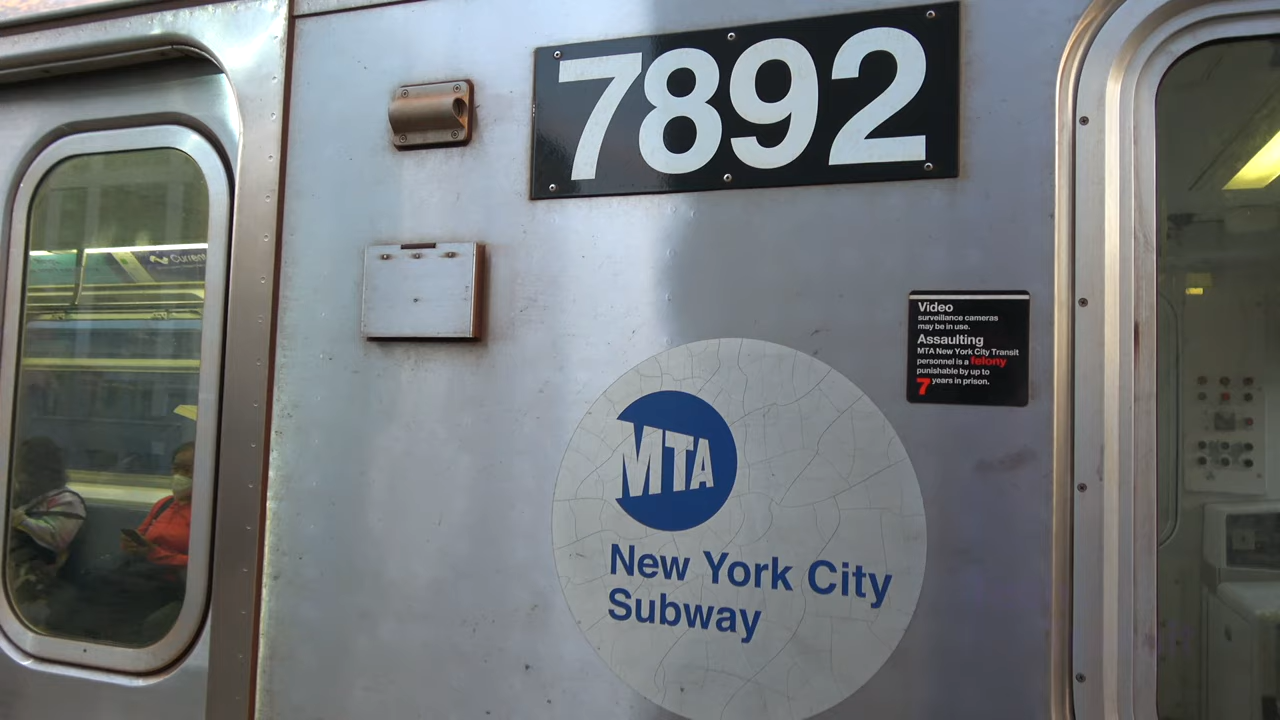 7892
Current
Video
surveillance cameras
may be in use.
Assaulting
MTA New York City Transit
personnel is a felony
punishable by up to
7 years in prison.
MTA
New York City
Subway